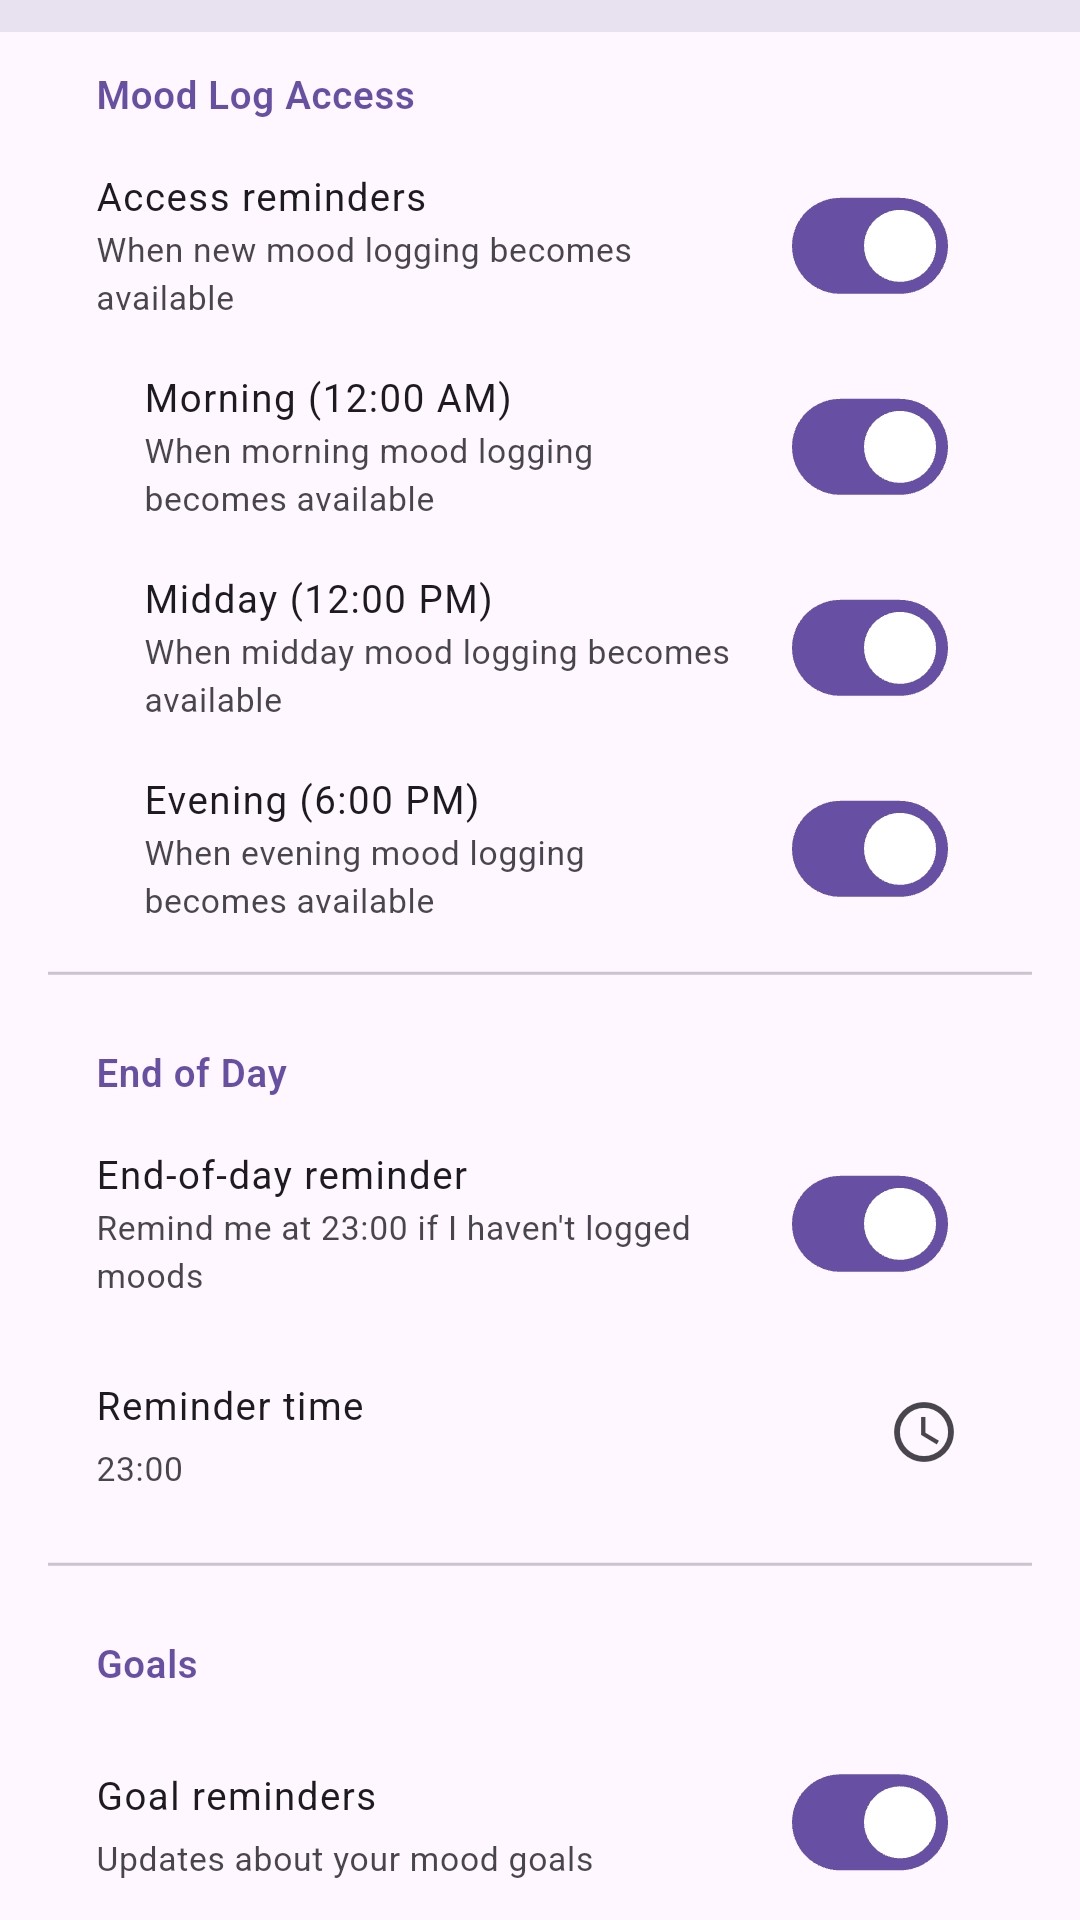 Mood Log Access
Access reminders
When new mood logging becomes
available
Morning (12:00 AM)
When morning mood logging
becomes available
Midday (12:00 PM)
When midday mood logging becomes
available
Evening (6:00 PM)
When evening mood logging
becomes available
End of Day
End-of-day reminder
Remind me at 23:00 if I haven't logged
moods
Reminder time
23:00
Goals
Goal reminders
Updates about your mood goals